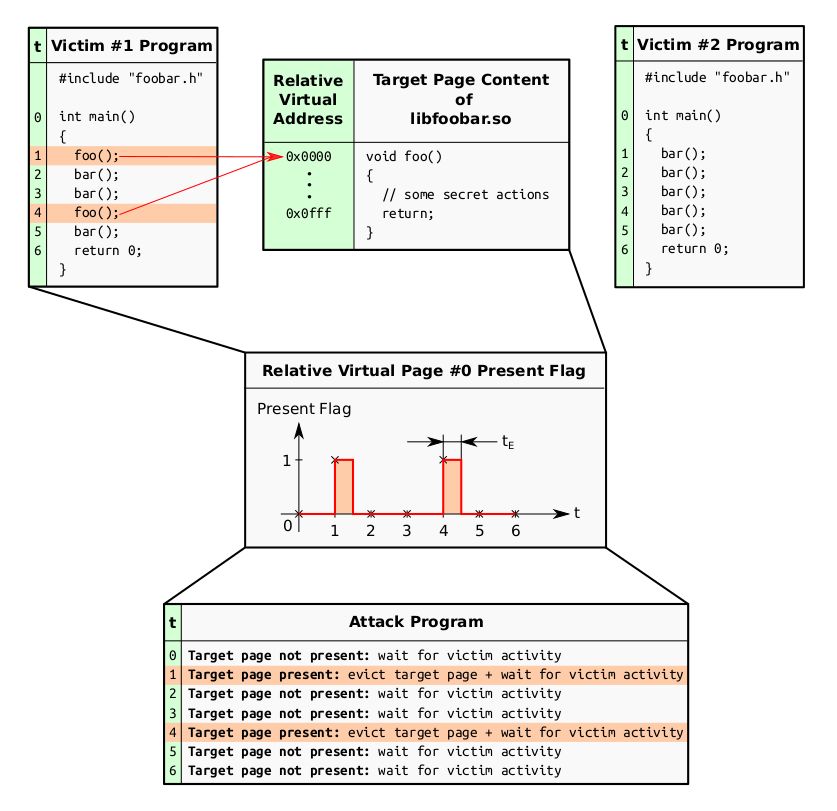 t Victim #1 Program
#include "foobar.h"
0 int main()
{
1 foo();
2 bar();
3 bar();
4 foo();
5 bar();
6 return 0;
}
Relative
Virtual
Address
Target Page Content
of
libfoobar.so
0x0000 void foo()
{
// some secret actions
0x0fff return;
}
t Victim #2 Program
#include "foobar.h"
0 int main()
{
1 bar();
2 bar();
3 bar();
4 bar();
5 bar();
6 return 0;
}
Relative Virtual Page #0 Present Flag
Present Flag
tE
1
0 t
1 2 3 4 5 6
t Attack Program
0 Target page not present: wait for victim activity
1 Target page present: evict target page + wait for victim activity
2 Target page not present: wait for victim activity
3 Target page not present: wait for victim activity
4 Target page present: evict target page + wait for victim activity
5 Target page not present: wait for victim activity
6 Target page not present: wait for victim activity